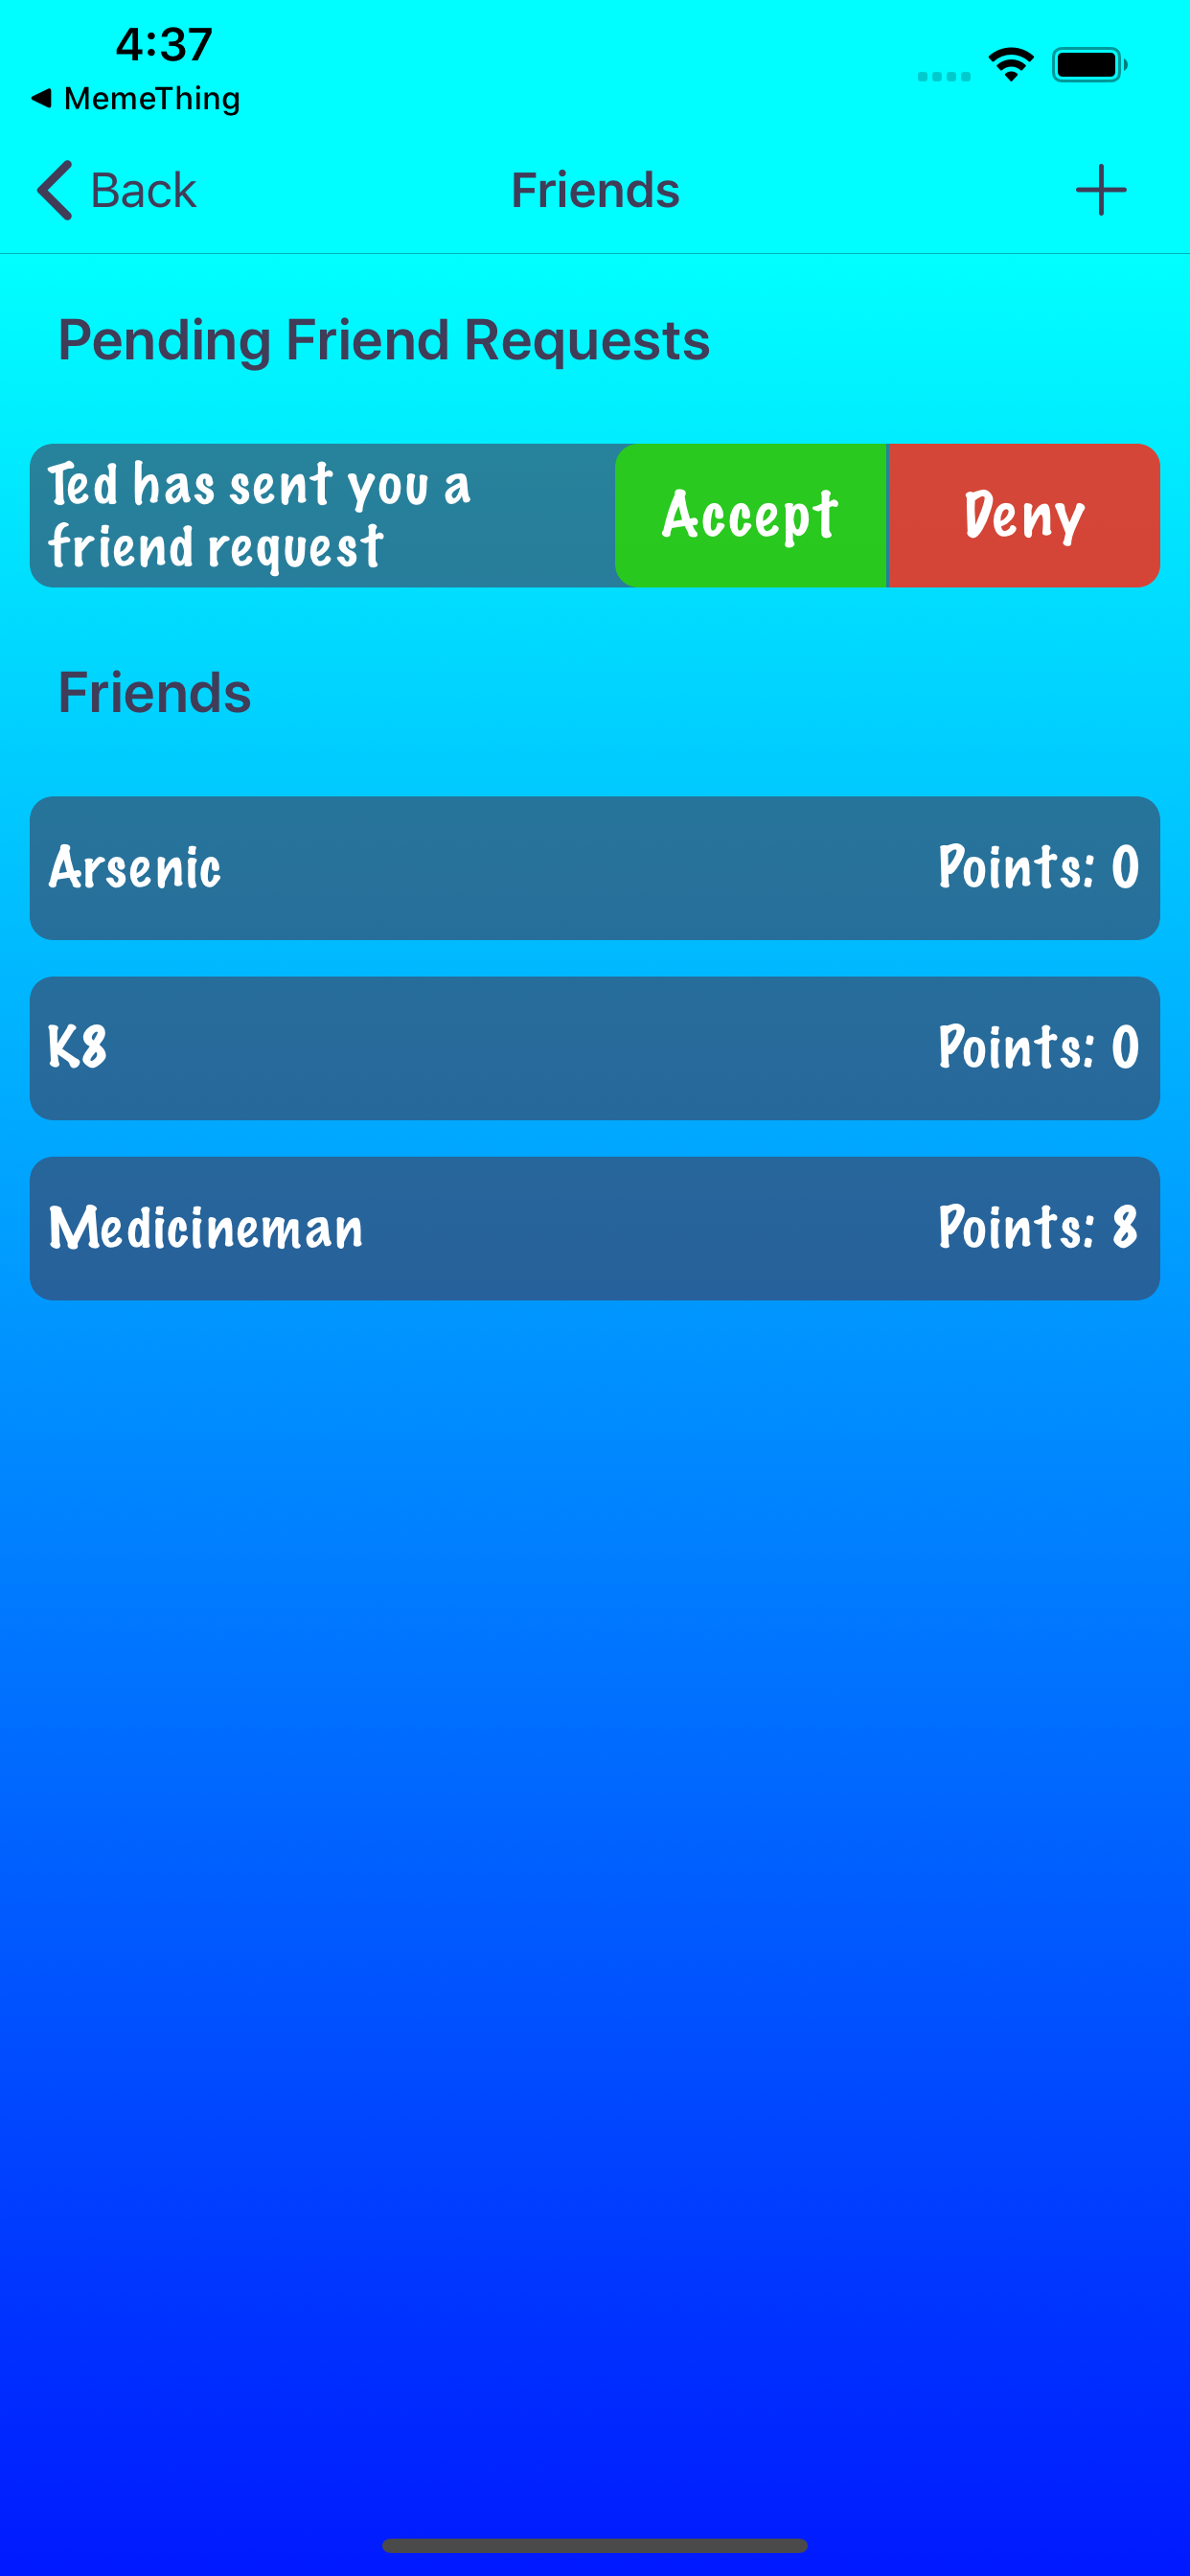 4:37
MemeThing
Back
Friends
Pending Friend Requests
Ted has sent you a
friend request
Accept
Deny
Friends
Arsenic
Points: 0
K8
Points: 0
Medicineman
Points: 8